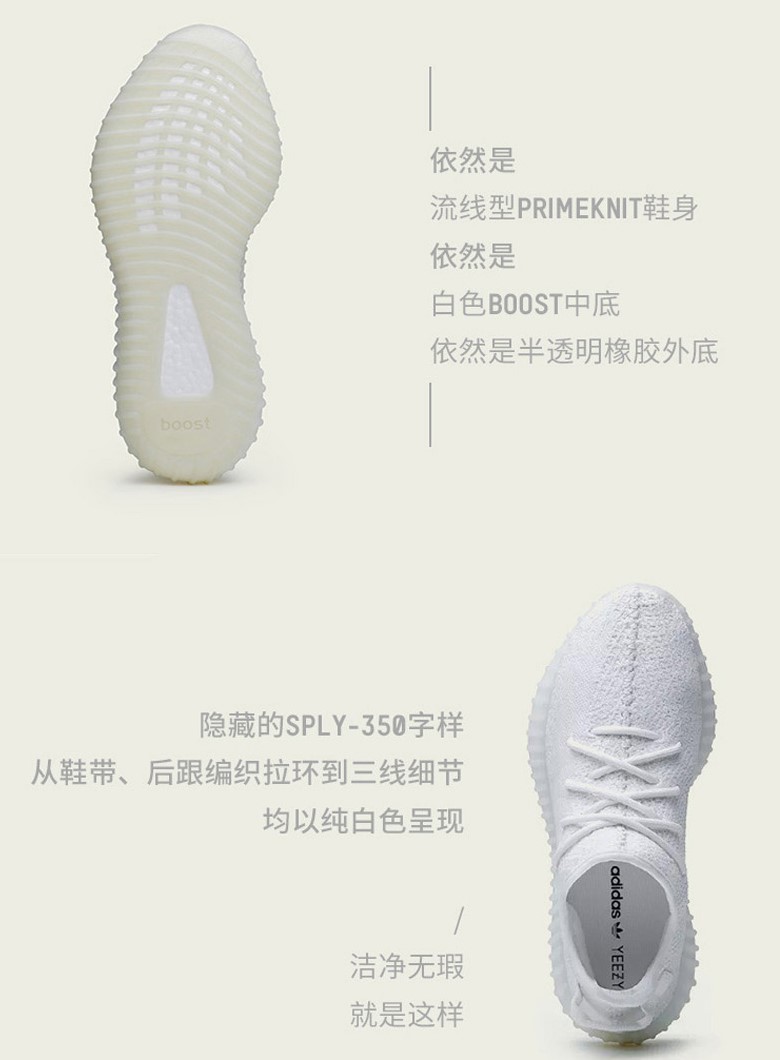 boost
依然是
流线型PRIMEKNIT鞋身
依然是
白色BOOST中底
依然是半透明橡胶外底
隐藏的SPLY-350字样
从鞋带、后跟编织拉环到三线细节
均以纯白色呈现
/
洁净无瑕
就是这样
adidas YEEZY